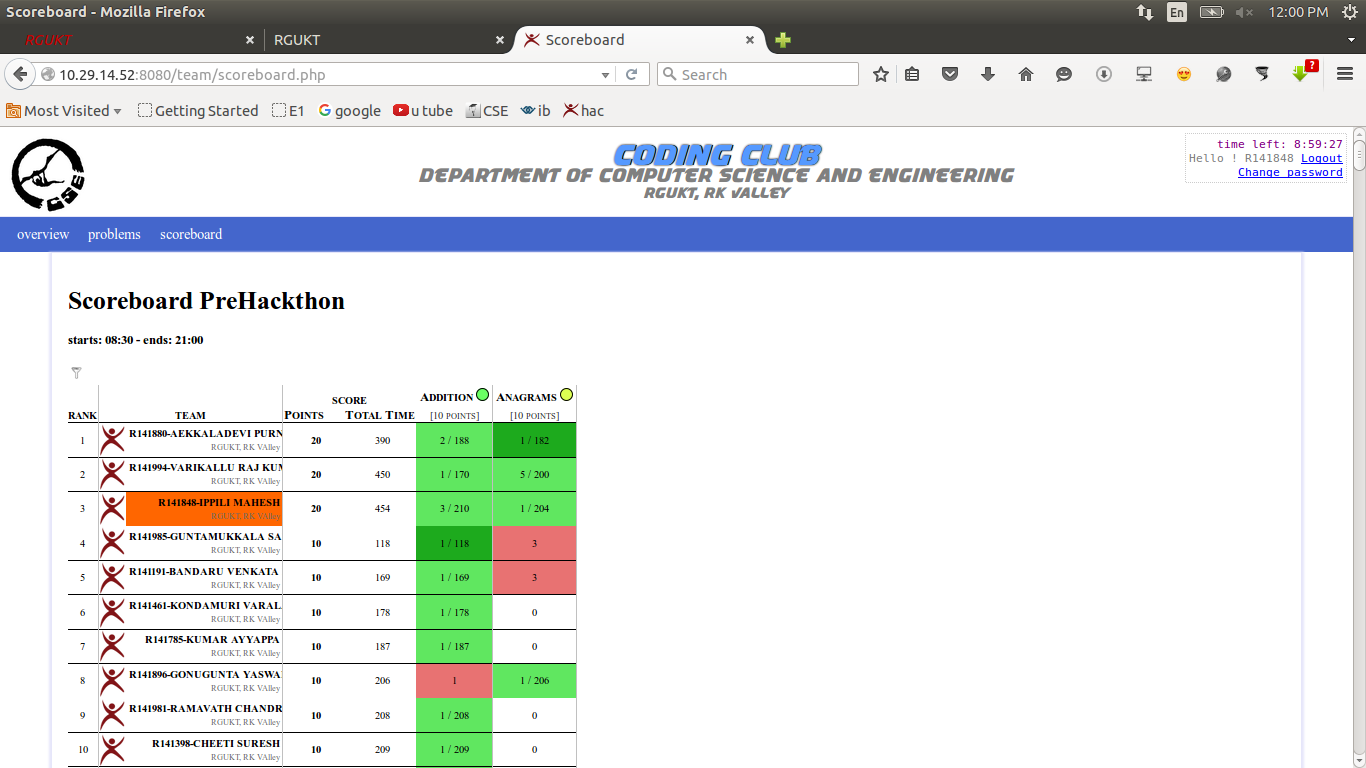 Scoreboard - Mozilla Firefox
En
12:00 PM
RGUKT
RGUKT
Scoreboard
10.29.14.52:8080/team/scoreboard.php
Search
?
Most Visited
Getting Started
E1
google
u tube
CSE
ib
hac
CSE
CODING CLUB
DEPARTMENT OF COMPUTER SCIENCE AND ENGINEERING
RGUKT, RK VALLEY
time left: 8:59:27
Hello ! R141848 Logout
Change password
overview problems scoreboard
Scoreboard PreHackthon
starts: 08:30 - ends: 21:00
SCORE ADDITION ANAGRAMS
RANK TEAM POINTS TOTAL TIME [10 POINTS] [10 POINTS]
1 R141880-AEKKALADEVI PURN 20 390 2 / 188 1 / 182
RGUKT, RK VAlley
2 R141994-VARIKALLU RAJ KUM 20 450 1 / 170 5 / 200
RGUKT, RK VAlley
3 R141848-IPPILI MAHESH 20 454 3 / 210 1 / 204
RGUKT, RK VAlley
4 R141985-GUNTAMUKKALA SA 10 118 1 / 118 3
RGUKT, RK VAlley
5 R141191-BANDARU VENKATA 10 169 1 / 169 3
RGUKT, RK VAlley
6 R141461-KONDAMURI VARAL 10 178 1 / 178 0
RGUKT, RK VAlley
7 R141785-KUMAR AYYAPPA 10 187 1 / 187 0
RGUKT, RK VAlley
8 R141896-GONUGUNTA YASWA 10 206 1 1 / 206
RGUKT, RK VAlley
9 R141981-RAMAVATH CHANDR 10 208 1 / 208 0
RGUKT, RK VAlley
10 R141398-CHEETI SURESH 10 209 1 / 209 0
RGUKT, RK VAlley